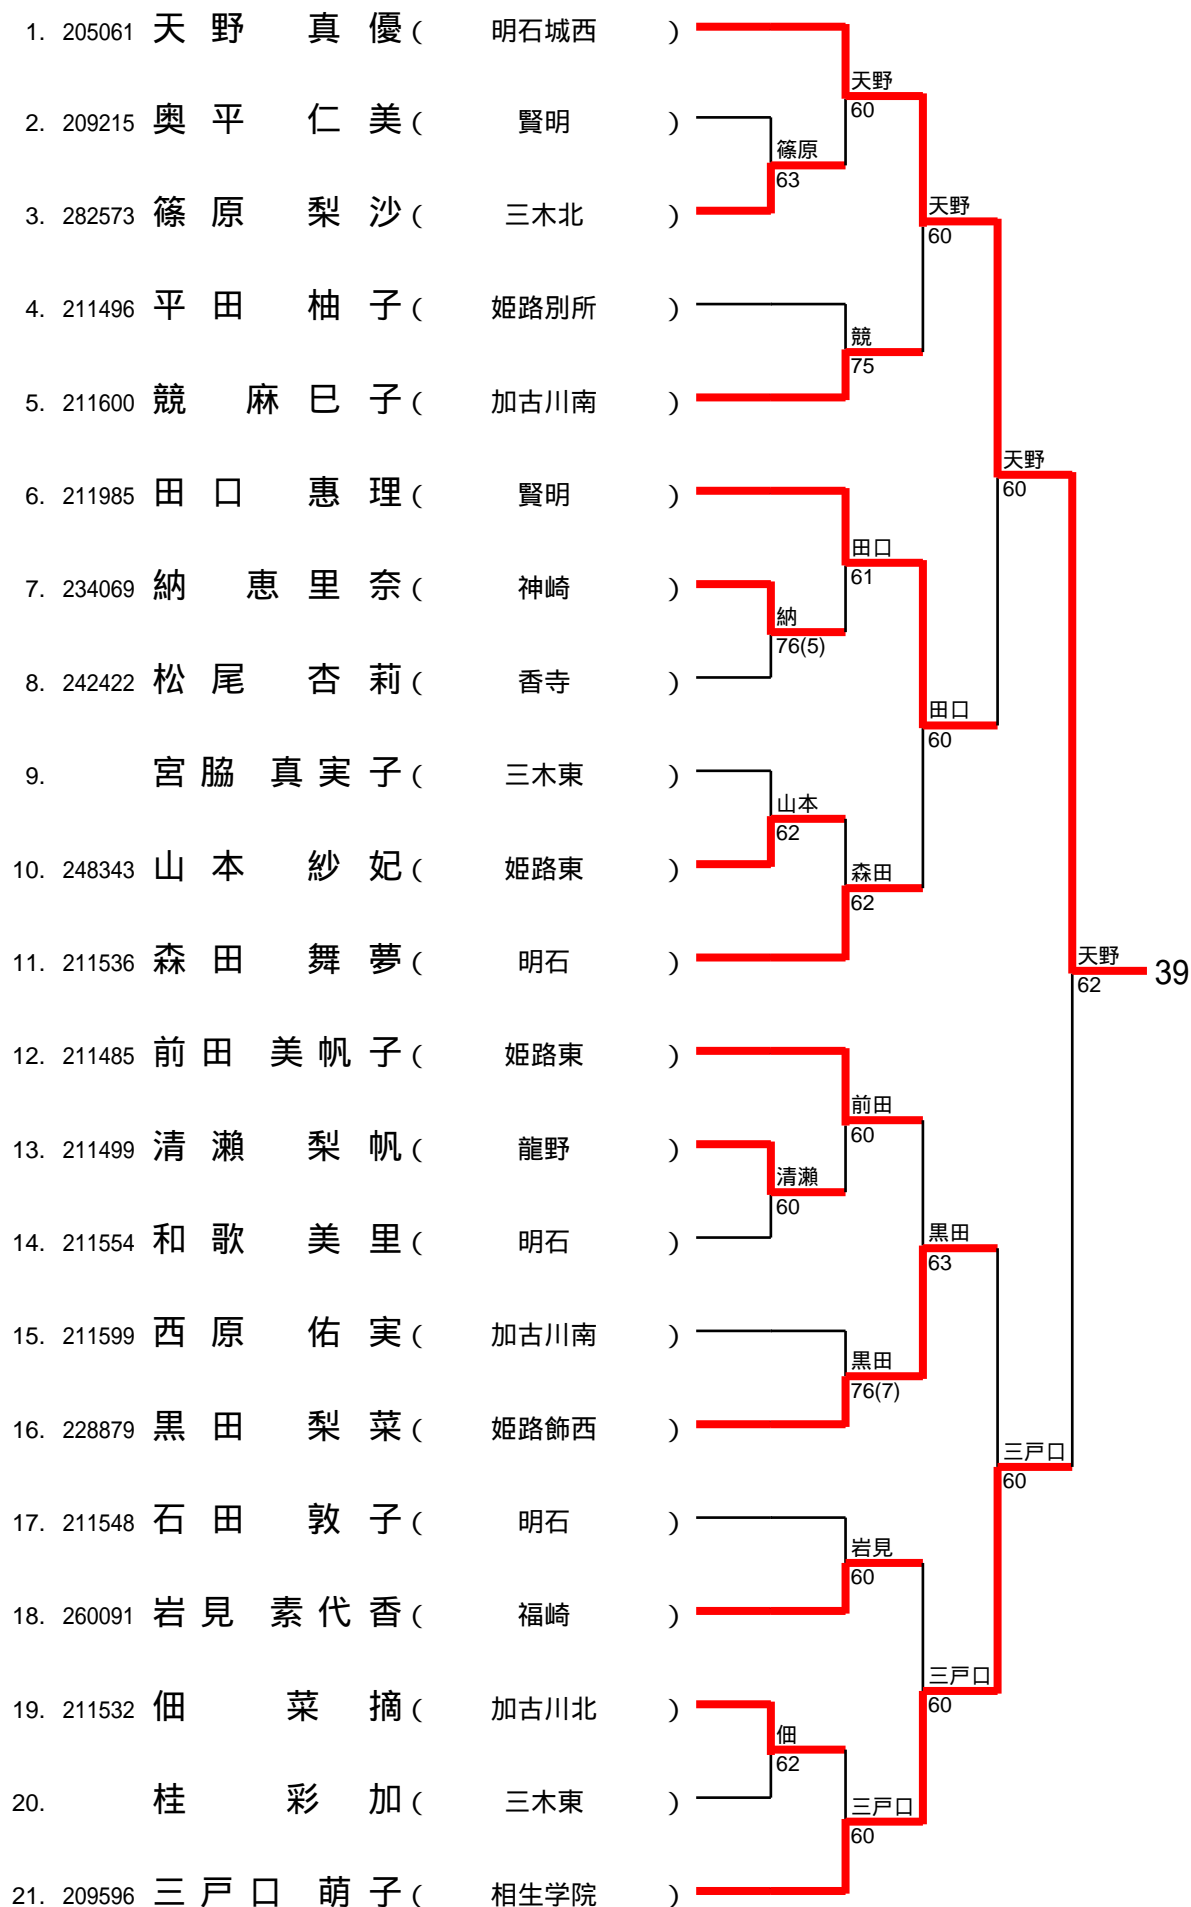 1. 205061 天野 真優 ( 明石城西 )
天野
60
2. 209215 奥平 仁美 ( 賢明 )
篠原
63
3. 282573 篠原 梨沙 ( 三木北 )
天野
60
4. 211496 平田 柚子 ( 姫路別所 )
競
75
5. 211600 競 麻巳子 ( 加古川南 )
天野
60
6. 211985 田口 惠理 ( 賢明 )
田口
61
7. 234069 納 恵里奈 ( 神崎 )
納
76(5)
8. 242422 松尾 杏莉 ( 香寺 )
田口
60
9. 宮脇 真実子 ( 三木東 )
山本
62
10. 248343 山本 紗妃 ( 姫路東 )
森田
62
11. 211536 森田 舞夢 ( 明石 )
天野
62
39
12. 211485 前田 美帆子 ( 姫路東 )
前田
60
13. 211499 清瀬 梨帆 ( 龍野 )
清瀬
60
14. 211554 和歌 美里 ( 明石 )
黒田
63
15. 211599 西原 佑実 ( 加古川南 )
黒田
76(7)
16. 228879 黒田 梨菜 ( 姫路飾西 )
三戸口
60
17. 211548 石田 敦子 ( 明石 )
岩見
60
18. 260091 岩見 素代香 ( 福崎 )
三戸口
60
19. 211532 佃 菜摘 ( 加古川北 )
佃
62
20. 桂 彩加 ( 三木東 )
三戸口
60
21. 209596 三戸口 萌子 ( 相生学院 )